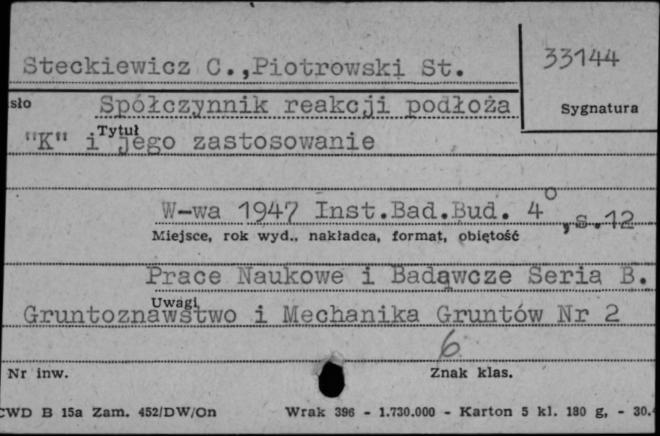 Steckiewicz C.,Piotrowski St.
33144
sło Spółczynnik reakcji podłoża
Sygnatura
Tytuł
"K" i jego zastosowanie
W-wa 1947 Inst.Bad.Bud. 4o,s.12
Miejsce, rok wyd., nakładca, format, objętość
Prace Naukowe i Badąwcze Seria B.
Uwagi
Gruntoznawstwo i Mechanika Gruntów Nr 2
6
Nr inw.
Znak klas.
CWD B 15a Zam. 452/DW/On Wrak 396 - 1.730.000 - Karton 5 kl. 180 g, - 30.4